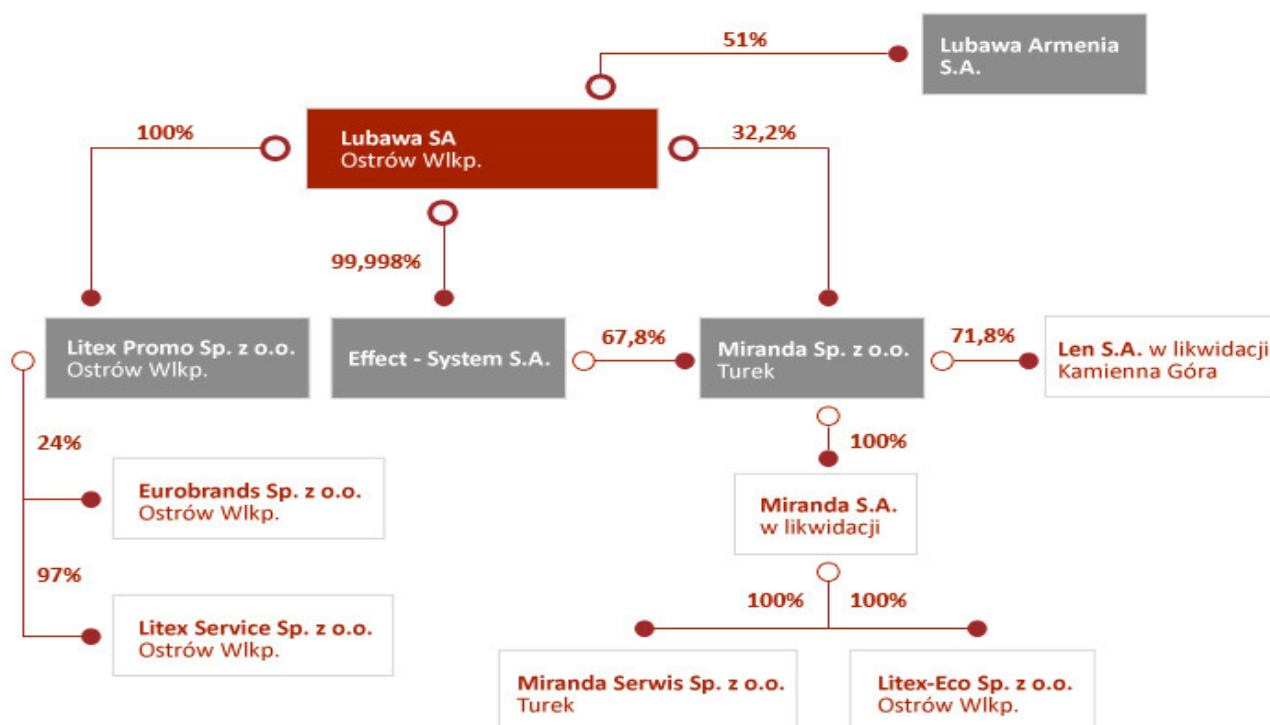 51%
Lubawa Armenia
S.A.
100%
Lubawa SA
Ostrów Wlkp.
32,2%
99,998%
Litex Promo Sp. z o.o.
Ostrów Wlkp.
Effect - System S.A.
67,8%
Miranda Sp. z o.o.
Turek
71,8%
Len S.A. w likwidacji
Kamienna Góra
24%
100%
Eurobrands Sp. z o.o.
Ostrów Wlkp.
Miranda S.A.
w likwidacji
97%
100%
100%
Litex Service Sp. z o.o.
Ostrów Wlkp.
Miranda Serwis Sp. z o.o.
Turek
Litex-Eco Sp. z o.o.
Ostrów Wlkp.